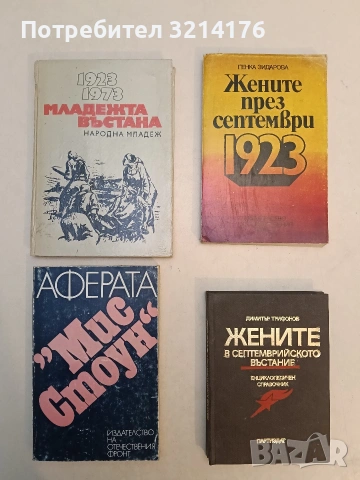 Потребител 3214176
1923
1973
МЛАДЕЖТА
ВЪСТАНА
НАРОДНА МЛАДЕЖ
ПЕНКА ЗИДАРОВА
Жените
през
септември
1923
АФЕРАТА
"Мис
Стоун"
ИЗДАТЕЛСТВО
НА
ОТЕЧЕСТВЕНИЯ
ФРОНТ
ДИМИТЪР ТРИФОНОВ
ЖЕНИТЕ
В СЕПТЕМВРИЙСКОТО
ВЪСТАНИЕ
ЕНЦИКЛОПЕДИЧЕН
СПРАВОЧНИК
ПАРТИЗДАТ
BAZAR